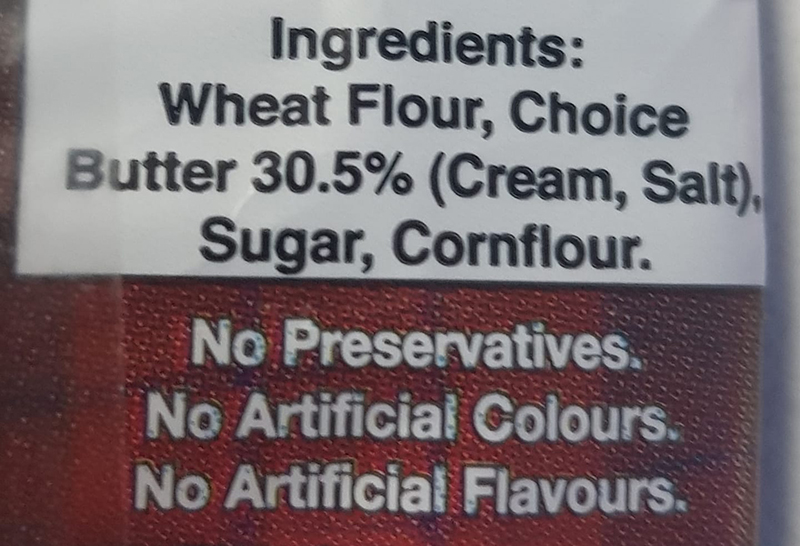 Ingredients:
Wheat Flour, Choice
Butter 30.5% (Cream, Salt),
Sugar, Cornflour.
No Preservatives.
No Artificial Colours.
No Artificial Flavours.